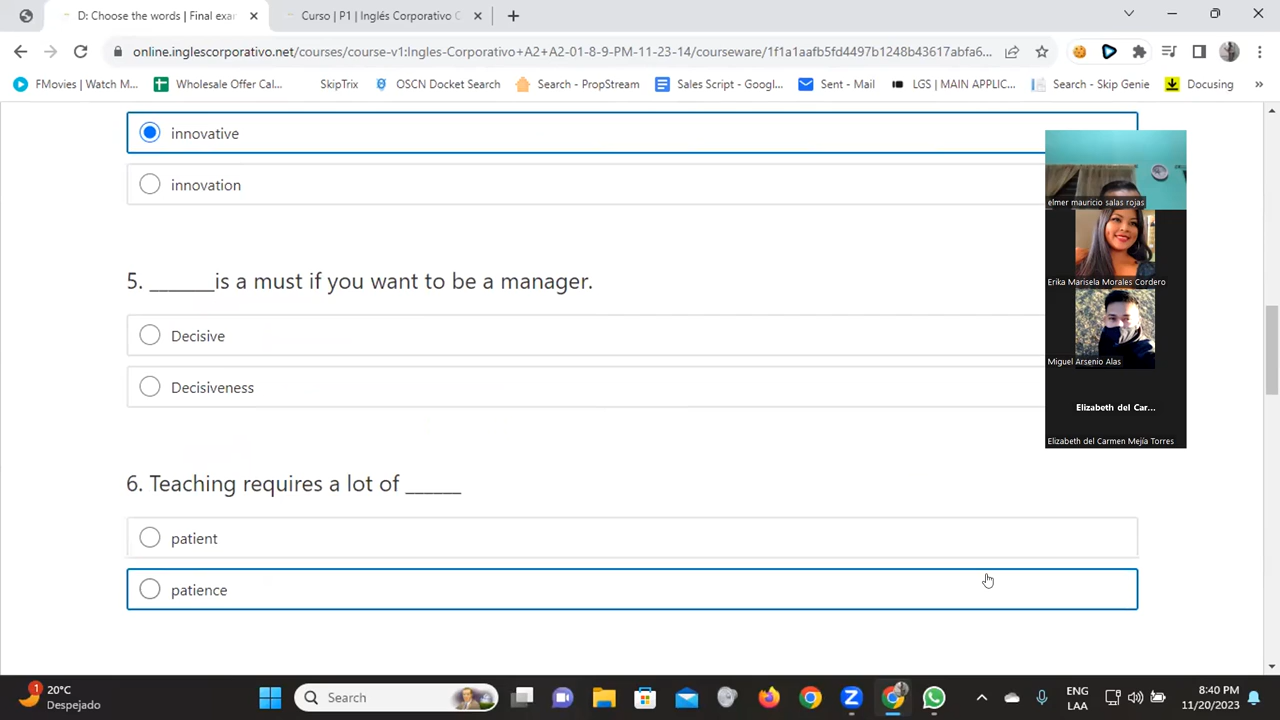 D: Choose the words | Final exar
Curso | P1 | Inglés Corporativo C
online.inglescorporativo.net/courses/course-v1:Ingles-Corporativo+A2+A2-01-8-9-PM-11-23-14/courseware/1f1a1aafb5fd4497b1248b43617abfa6...
FMovies | Watch M...
Wholesale Offer Cal...
SkipTrix
OSCN Docket Search
Search - PropStream
Sales Script - Googl...
Sent - Mail
LGS | MAIN APPLIC...
Search - Skip Genie
Docusing
»
innovative
innovation
elmer mauricio salas rojas
Erika Marisela Morales Cordero
Miguel Arsenio Alas
Elizabeth del Car...
Elizabeth del Carmen Mejía Torres
5. _______is a must if you want to be a manager.
Decisive
Decisiveness
6. Teaching requires a lot of ______
patient
patience
1
20°C
Despejado
Search
ENG
LAA
8:40 PM
11/20/2023